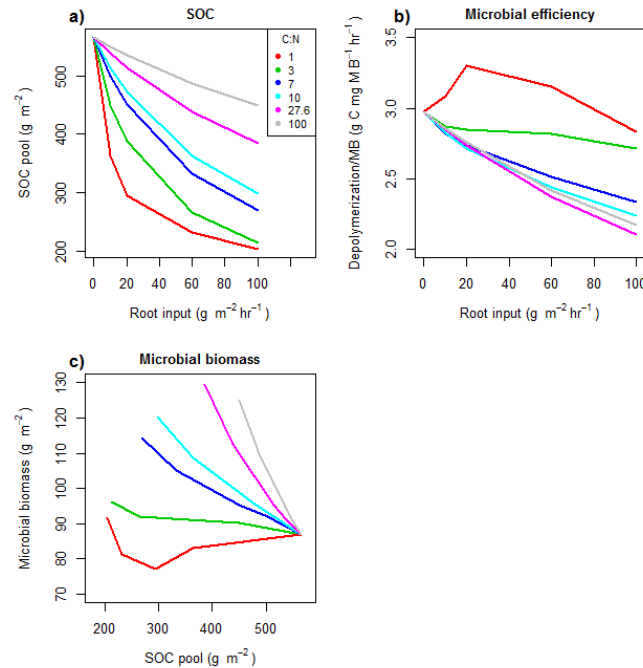 a)
SOC
SOC pool (g m⁻²)
200 300 400 500
0 20 40 60 80 100
Root input (g m⁻² hr⁻¹)
C:N
1
3
7
10
27.6
100
b)
Microbial efficiency
Depolymerization/MB (g C mg M B⁻¹ hr⁻¹)
2.0 2.5 3.0 3.5
0 20 40 60 80 100
Root input (g m⁻² hr⁻¹)
c)
Microbial biomass
Microbial biomass (g m⁻²)
70 80 90 100 110 120 130
200 300 400 500
SOC pool (g m⁻²)